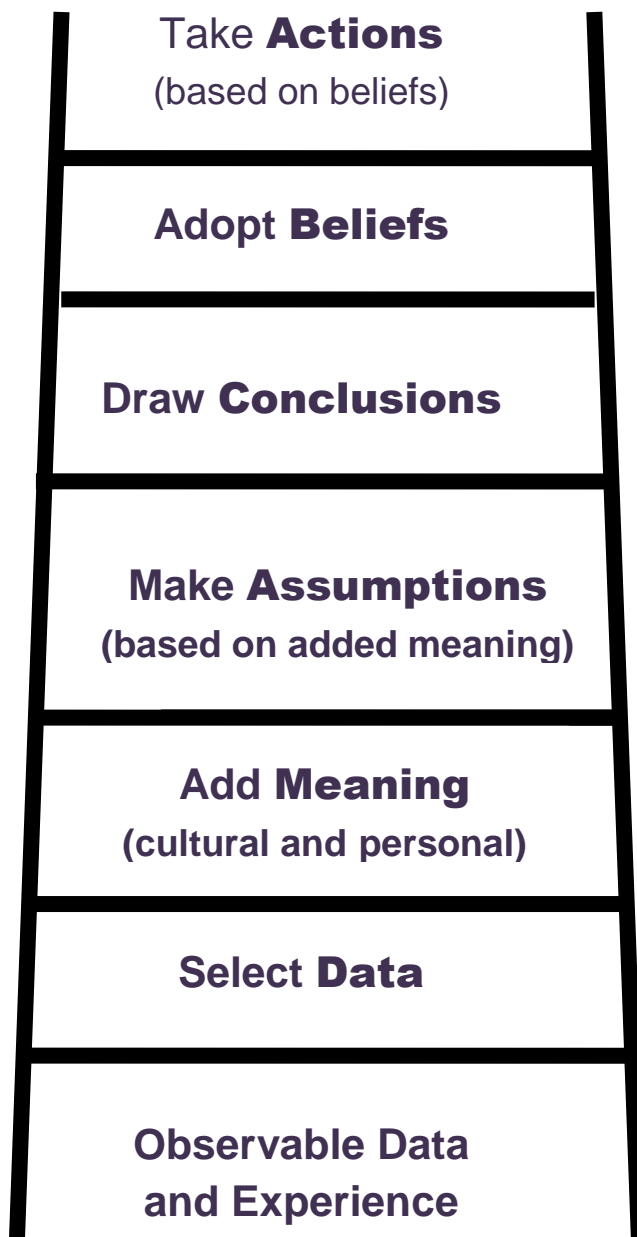 Take Actions
(based on beliefs)
Adopt Beliefs
Draw Conclusions
Make Assumptions
(based on added meaning)
Add Meaning
(cultural and personal)
Select Data
Observable Data
and Experience